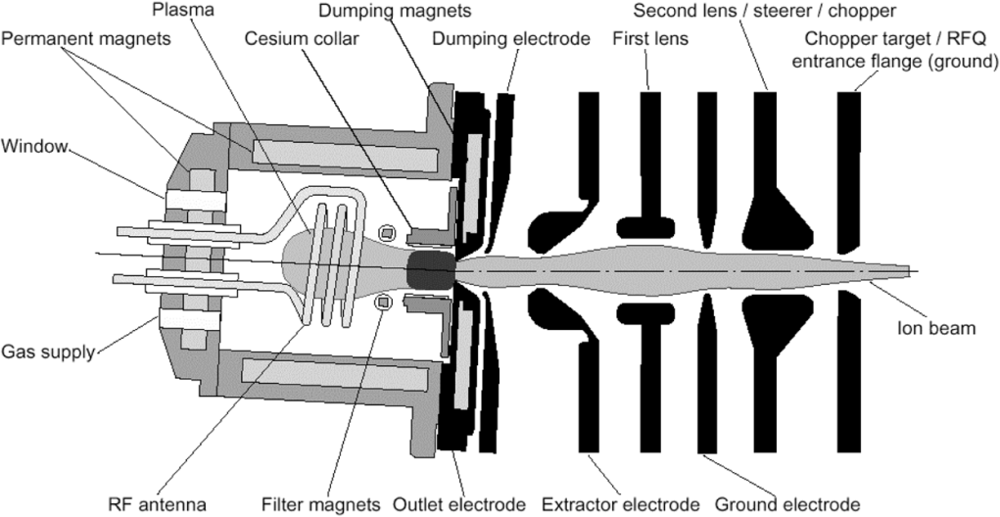 Plasma
Dumping magnets
Second lens / steerer / chopper
Permanent magnets
Cesium collar
Dumping electrode
First lens
Chopper target / RFQ
entrance flange (ground)
Window
Gas supply
Ion beam
RF antenna
Filter magnets
Outlet electrode
Extractor electrode
Ground electrode